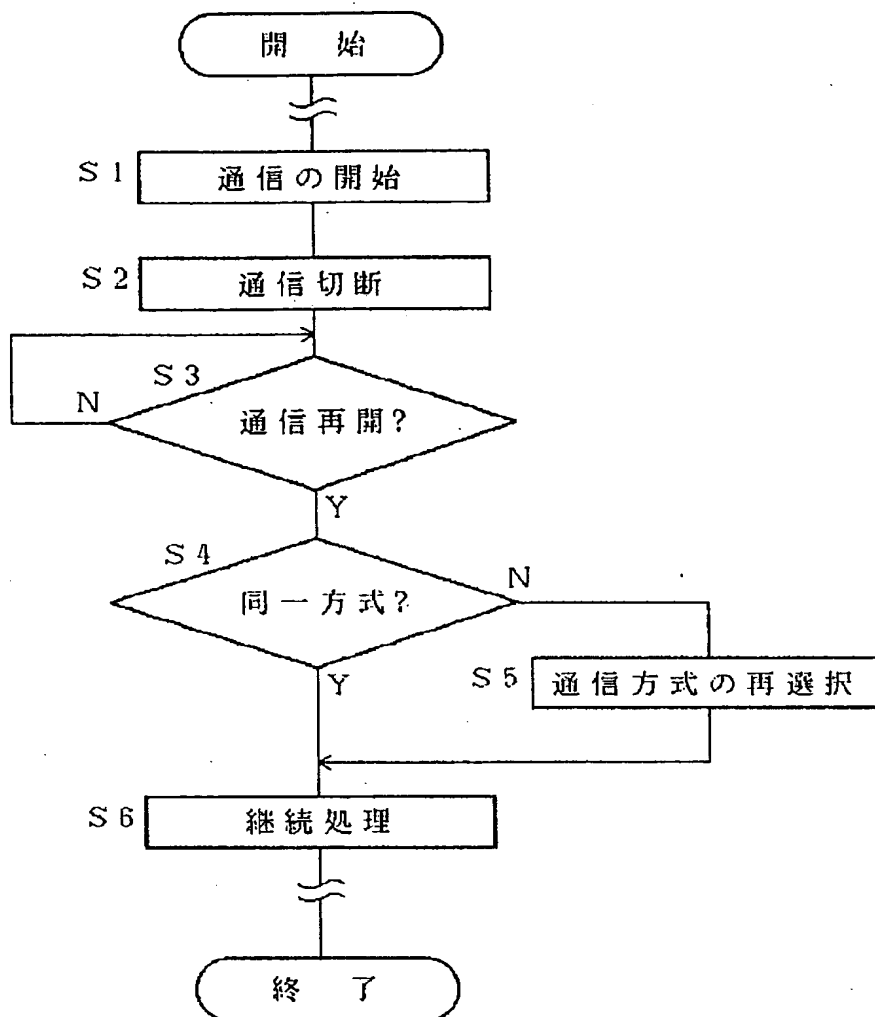 開始
S1 通信の開始
S2 通信切断
S3
N 通信再開?
Y
S4
N
同一方式?
Y
S5 通信方式の再選択
S6 継続処理
終了